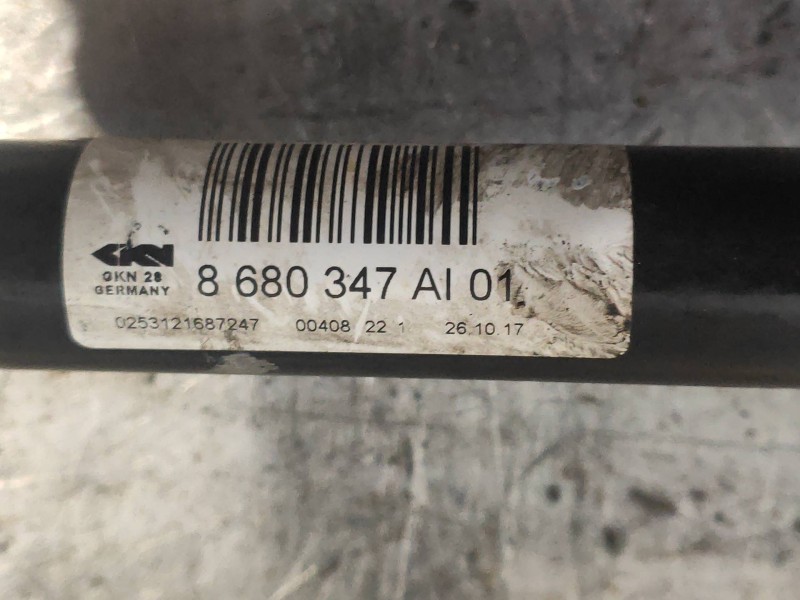 GKN
GKN 28
GERMANY
8 680 347 AI 01
0253121687247 00408 22 1 26.10.17